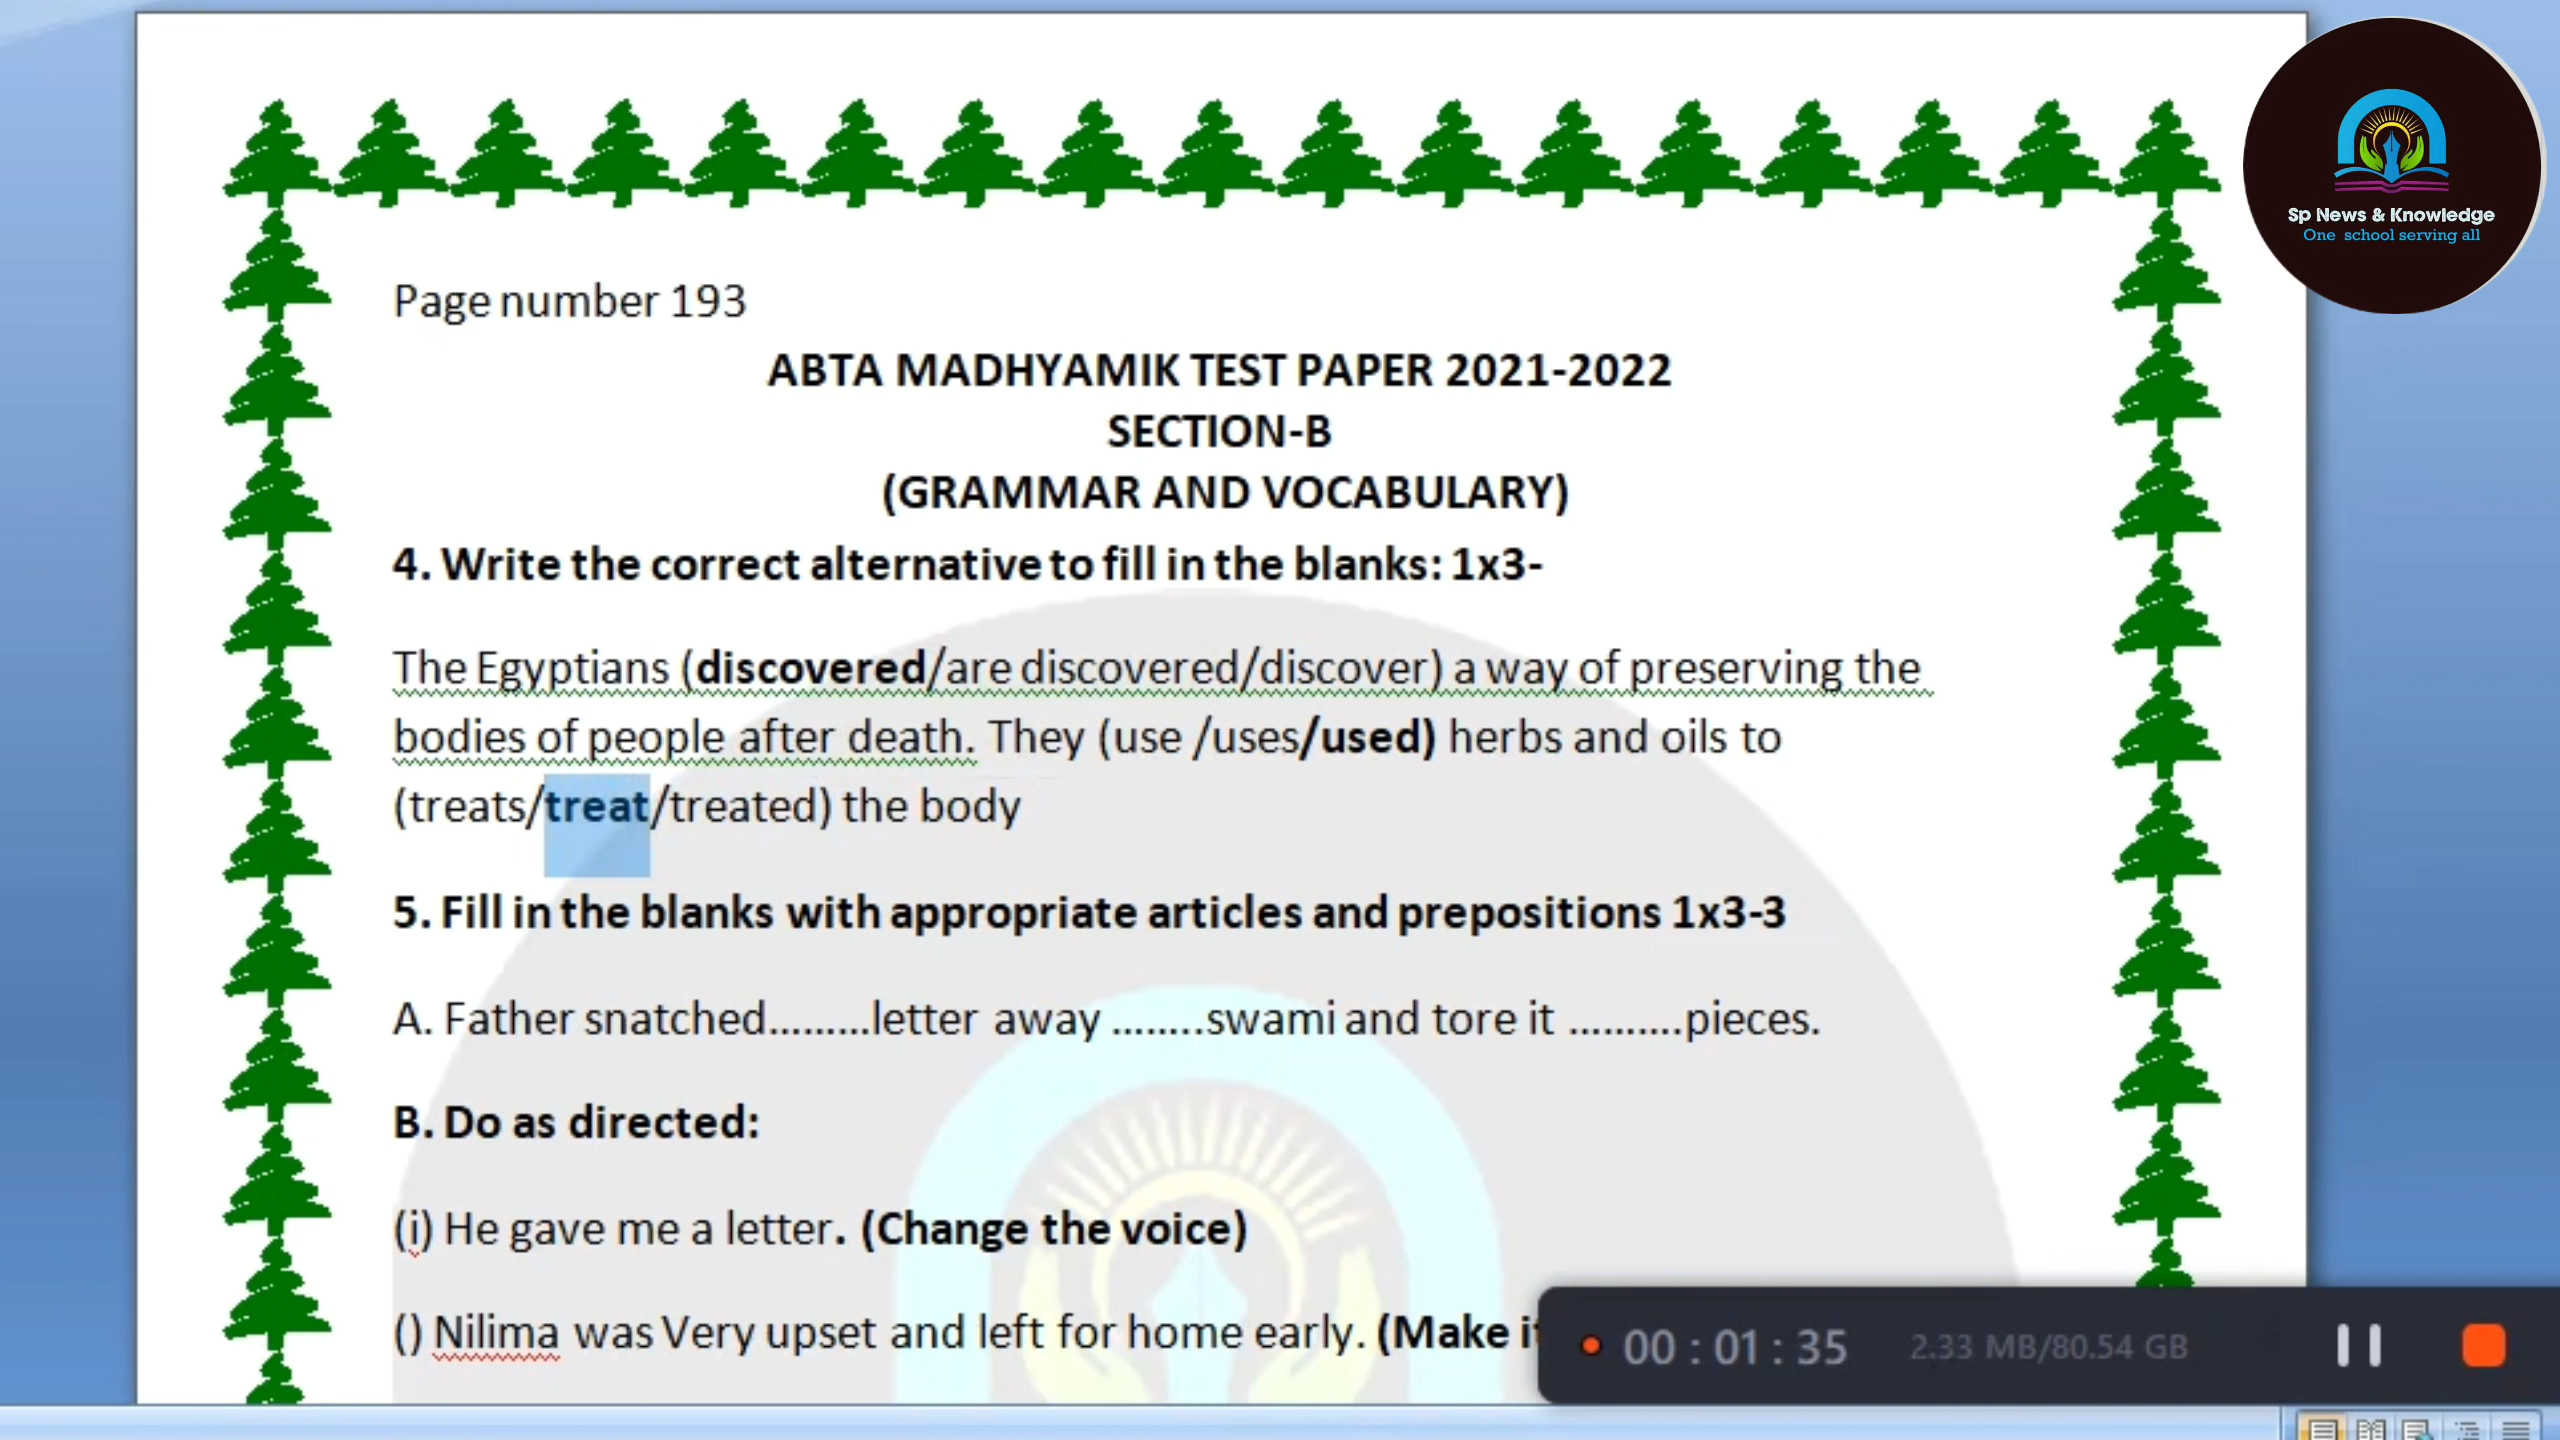 Sp News & Knowledge
One school serving all
Page number 193
ABTA MADHYAMIK TEST PAPER 2021-2022
SECTION-B
(GRAMMAR AND VOCABULARY)
4. Write the correct alternative to fill in the blanks: 1x3-
The Egyptians (discovered/are discovered/discover) a way of preserving the
bodies of people after death. They (use /uses/used) herbs and oils to
(treats/treat/treated) the body
5. Fill in the blanks with appropriate articles and prepositions 1x3-3
A. Father snatched.........letter away ........swami and tore it ..........pieces.
B. Do as directed:
(i) He gave me a letter. (Change the voice)
() Nilima was Very upset and left for home early. (Make it
00 : 01 : 35 2.33 MB/80.54 GB